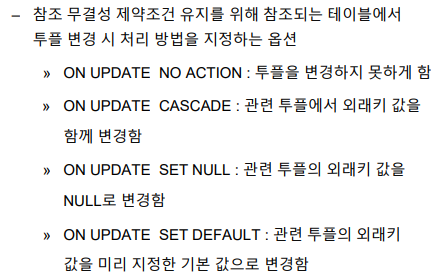 – 참조 무결성 제약조건 유지를 위해 참조되는 테이블에서
투플 변경 시 처리 방법을 지정하는 옵션
» ON UPDATE NO ACTION : 투플을 변경하지 못하게 함
» ON UPDATE CASCADE : 관련 투플에서 외래키 값을
함께 변경함
» ON UPDATE SET NULL : 관련 투플의 외래키 값을
NULL로 변경함
» ON UPDATE SET DEFAULT : 관련 투플의 외래키
값을 미리 지정한 기본 값으로 변경함